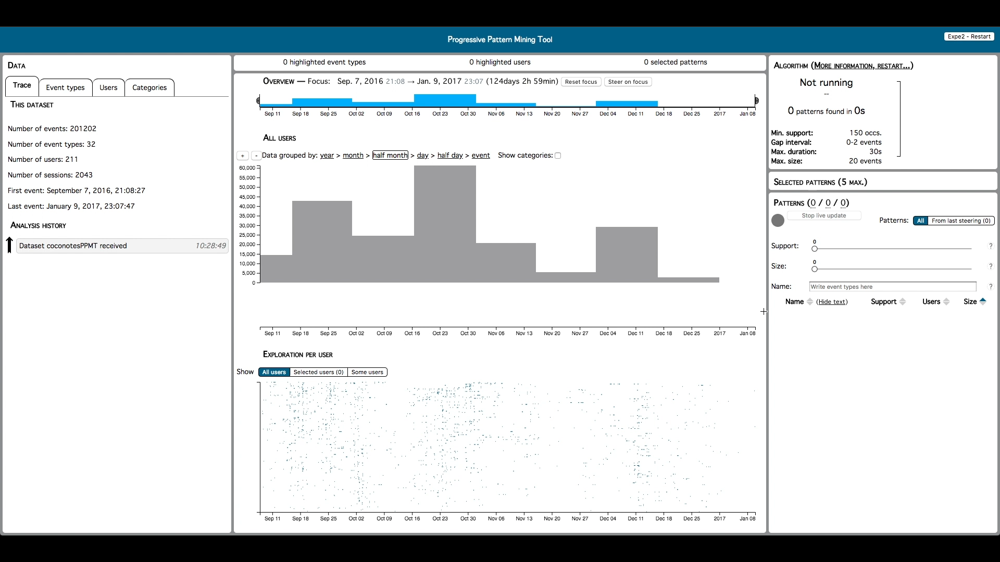 Progressive Pattern Mining Tool
Expe2 - Restart
DATA
Trace
Event types
Users
Categories
THIS DATASET
Number of events: 201202
Number of event types: 32
Number of users: 211
Number of sessions: 2043
First event: September 7, 2016, 21:08:27
Last event: January 9, 2017, 23:07:47
ANALYSIS HISTORY
Dataset coconotesPPMT received 10:28:49
0 highlighted event types
0 highlighted users
0 selected patterns
OVERVIEW — Focus: Sep. 7, 2016 21:08 → Jan. 9, 2017 23:07 (124days 2h 59min) Reset focus Steer on focus
Sep 11 Sep 18 Sep 25 Oct 02 Oct 09 Oct 16 Oct 23 Oct 30 Nov 06 Nov 13 Nov 20 Nov 27 Dec 04 Dec 11 Dec 18 Dec 25 2017 Jan 08
ALL USERS
+ - Data grouped by: year > month > half month > day > half day > event Show categories:
60,000
55,000
50,000
45,000
40,000
35,000
30,000
25,000
20,000
15,000
10,000
5,000
0
Sep 11 Sep 18 Sep 25 Oct 02 Oct 09 Oct 16 Oct 23 Oct 30 Nov 06 Nov 13 Nov 20 Nov 27 Dec 04 Dec 11 Dec 18 Dec 25 2017 Jan 08
EXPLORATION PER USER
Show All users Selected users (0) Some users
Sep 11 Sep 18 Sep 25 Oct 02 Oct 09 Oct 16 Oct 23 Oct 30 Nov 06 Nov 13 Nov 20 Nov 27 Dec 04 Dec 11 Dec 18 Dec 25 2017 Jan 08
ALGORITHM (MORE INFORMATION, RESTART...)
Not running
--
0 patterns found in 0s
Min. support: 150 occs.
Gap interval: 0-2 events
Max. duration: 30s
Max. size: 20 events
SELECTED PATTERNS (5 MAX.)
PATTERNS (0 / 0 / 0)
Stop live update
Patterns: All From last steering (0)
0
Support: ?
0
Size: ?
Name: Write event types here ?
Name (Hide text) Support Users Size